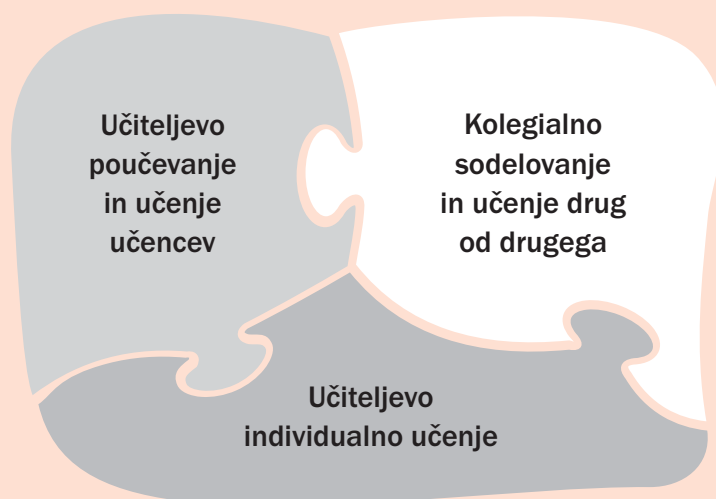 Učiteljevo
poučevanje
in učenje
učencev
Kolegialno
sodelovanje
in učenje drug
od drugega
Učiteljevo
individualno učenje